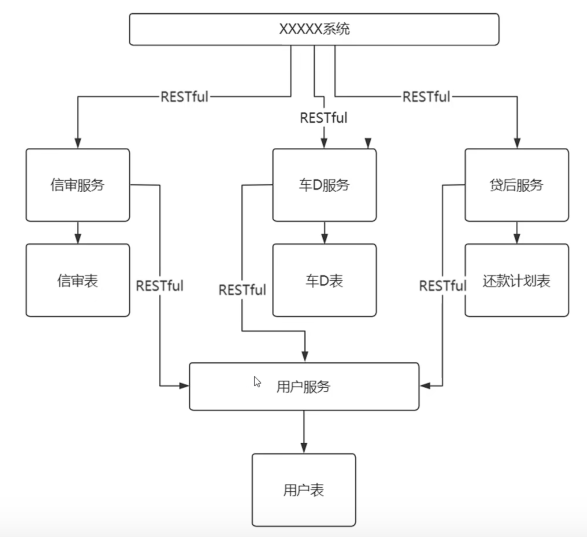 XXXXX系统
RESTful
RESTful
RESTful
信审服务
车D服务
贷后服务
信审表
车D表
还款计划表
RESTful
RESTful
RESTful
用户服务
用户表